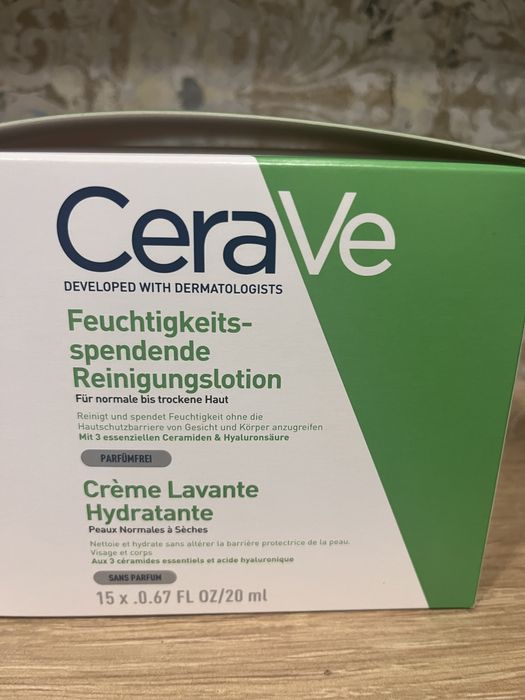 CeraVe
DEVELOPED WITH DERMATOLOGISTS
Feuchtigkeits-
spendende
Reinigungslotion
Für normale bis trockene Haut
Reinigt und spendet Feuchtigkeit ohne die
Hautschutzbarriere von Gesicht und Körper anzugreifen
Mit 3 essenziellen Ceramiden & Hyaluronsäure
PARFÜMFREI
Crème Lavante
Hydratante
Peaux Normales à Sèches
Nettoie et hydrate sans altérer la barrière protectrice de la peau.
Visage et corps
Aux 3 céramides essentiels et acide hyaluronique
SANS PARFUM
15 x .0.67 FL OZ/20 ml